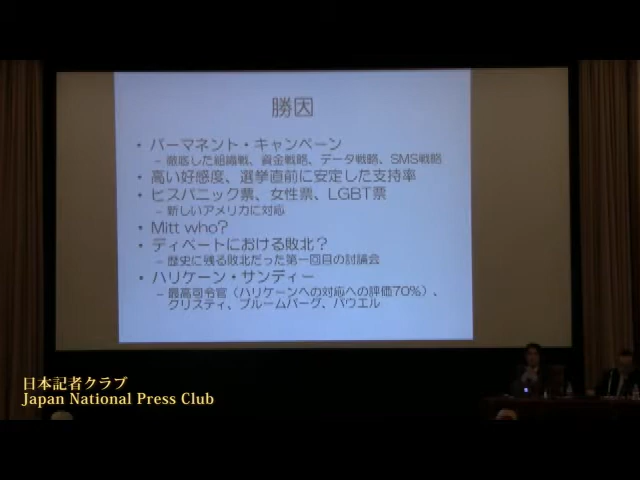 勝因
・パーマネント・キャンペーン
– 徹底した組織戦、資金戦略、データ戦略、SMS戦略
・高い好感度、選挙直前に安定した支持率
・ヒスパニック票、女性票、LGBT票
– 新しいアメリカに対応
・Mitt who?
・ディベートにおける敗北？
– 歴史に残る敗北だった第一回目の討議会
・ハリケーン・サンディー
– 最高司令官（ハリケーンへの対応への評価70%）、
クリスティ、ブルームバーグ、パウエル
日本記者クラブ
Japan National Press Club